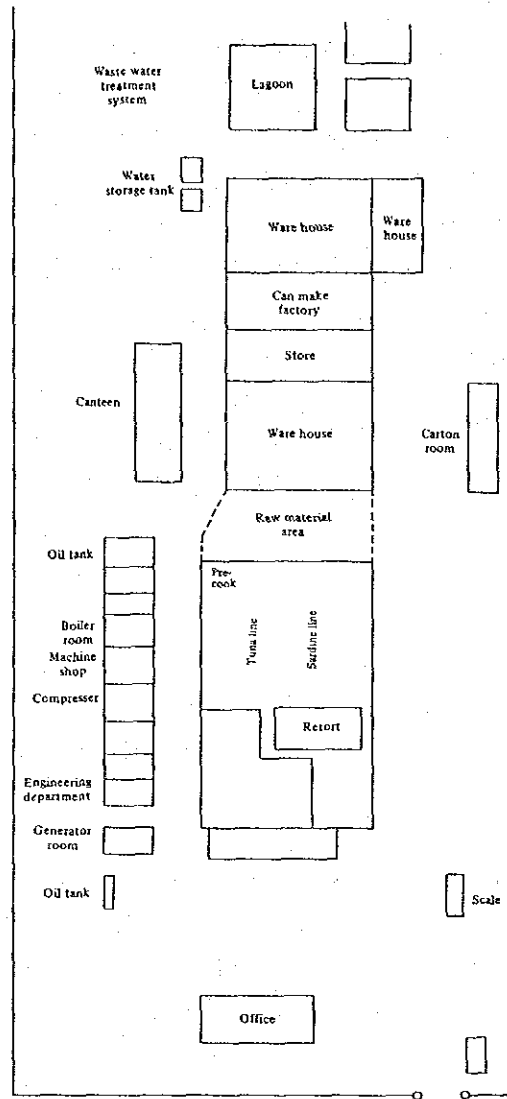 Waste water
treatment
system
Lagoon
Water
storage tank
Ware house
Ware
house
Can make
factory
Store
Canteen
Ware house
Carton
room
Raw material
area
Oil tank
Pre-
cook
Boiler
room
Tuna line
Sardine line
Machine
shop
Compresser
Retort
Engineering
department
Generator
room
Oil tank
Scale
Office